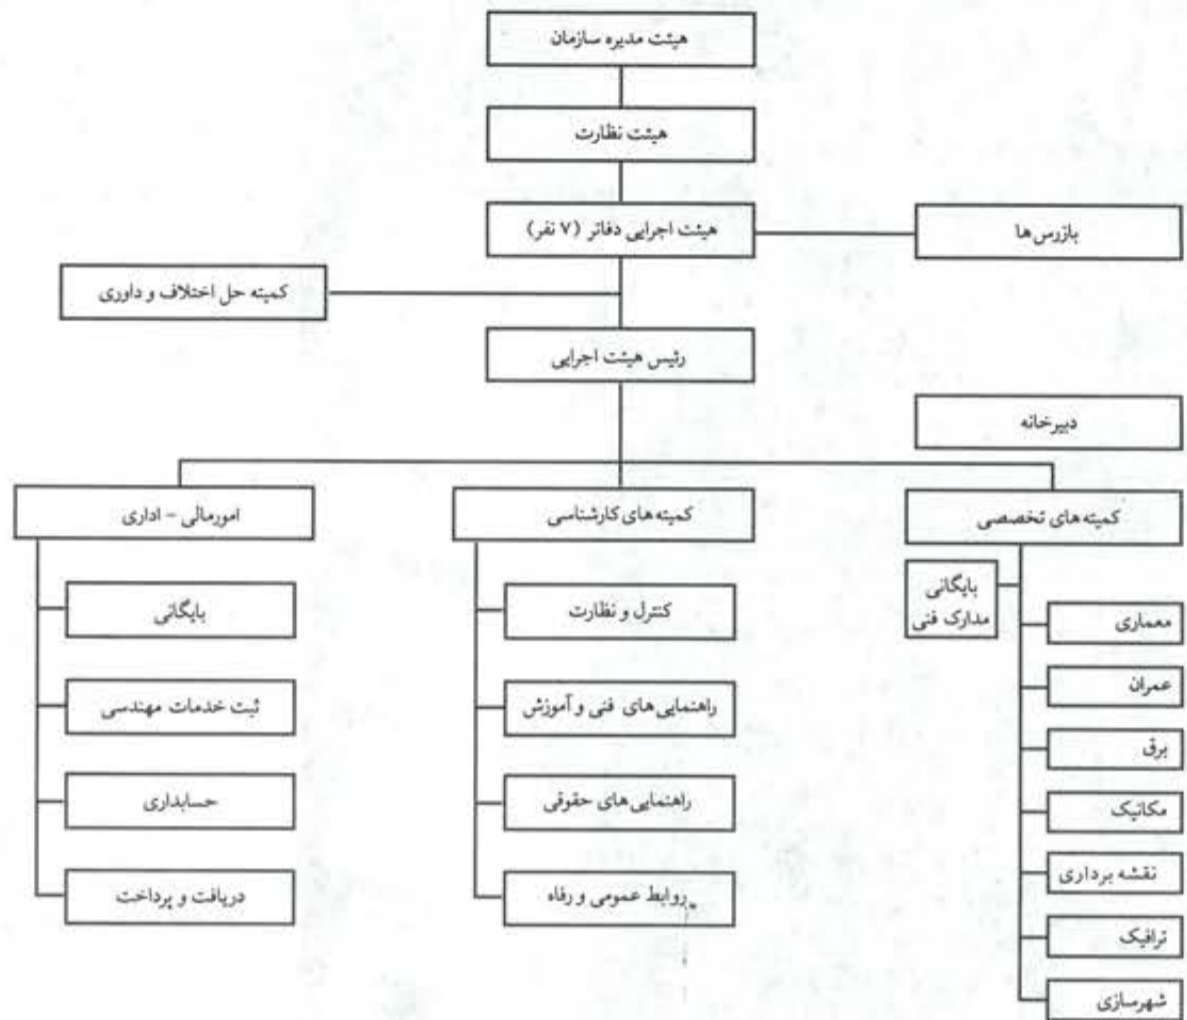 هیئت مدیره سازمان
هیئت نظارت
هیئت اجرایی دفاتر (۷ نفر)
بازرس‌ها
کمیته حل اختلاف و داوری
رئیس هیئت اجرایی
دبیرخانه
کمیته‌های تخصصی
کمیته‌های کارشناسی
امورمالی - اداری
بایگانی
مدارک فنی
معماری
عمران
برق
مکانیک
نقشه برداری
ترافیک
شهرسازی
کنترل و نظارت
راهنمایی‌های فنی و آموزش
راهنمایی‌های حقوقی
روابط عمومی و رفاه
بایگانی
ثبت خدمات مهندسی
حسابداری
دریافت و پرداخت